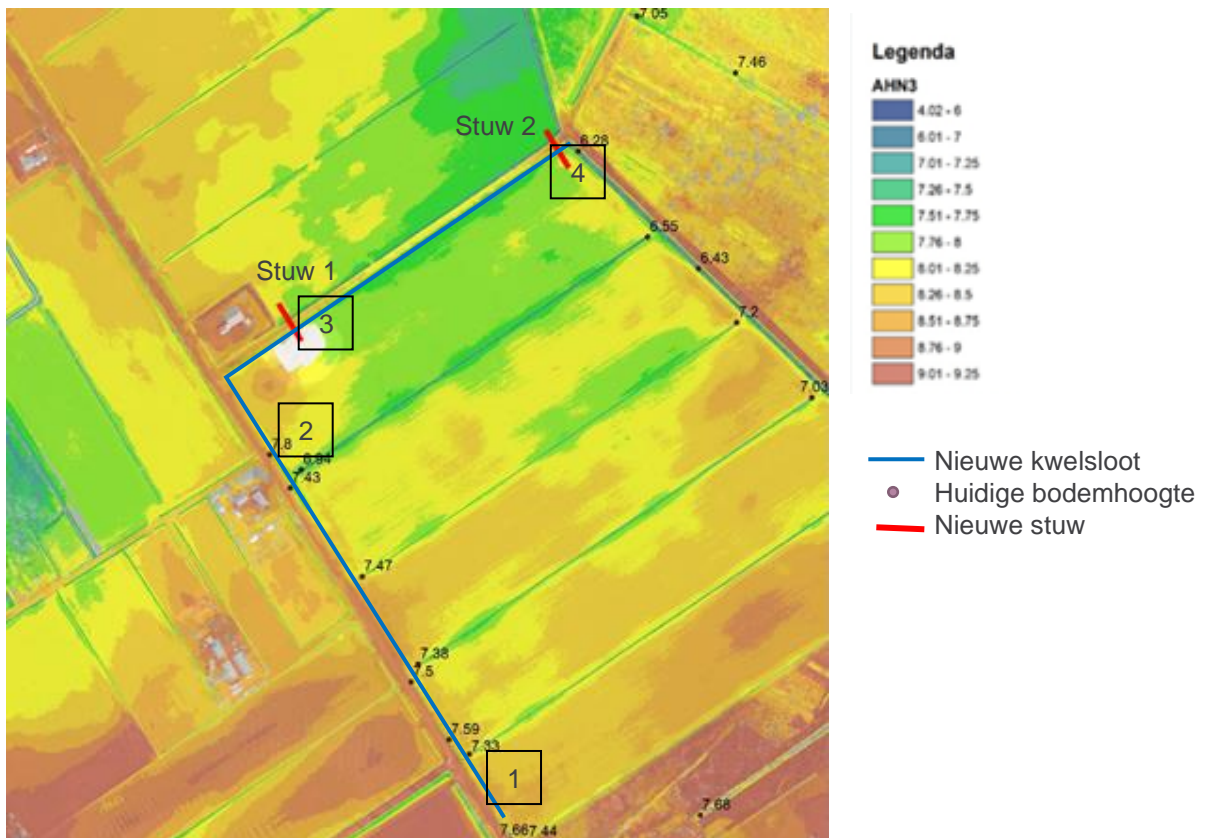 7.05
7.46
Stuw 2
6.28
4
6.55
6.43
Stuw 1
3
7.2
7.03
2
7.8
6.94
7.43
7.47
7.38
7.5
7.59
7.33
1
7.667.44
7.68
Legenda
AHN3
4.02 - 6
6.01 - 7
7.01 - 7.25
7.26 - 7.5
7.51 - 7.75
7.76 - 8
8.01 - 8.25
8.26 - 8.5
8.51 - 8.75
8.76 - 9
9.01 - 9.25
Nieuwe kwelsloot
Huidige bodemhoogte
Nieuwe stuw